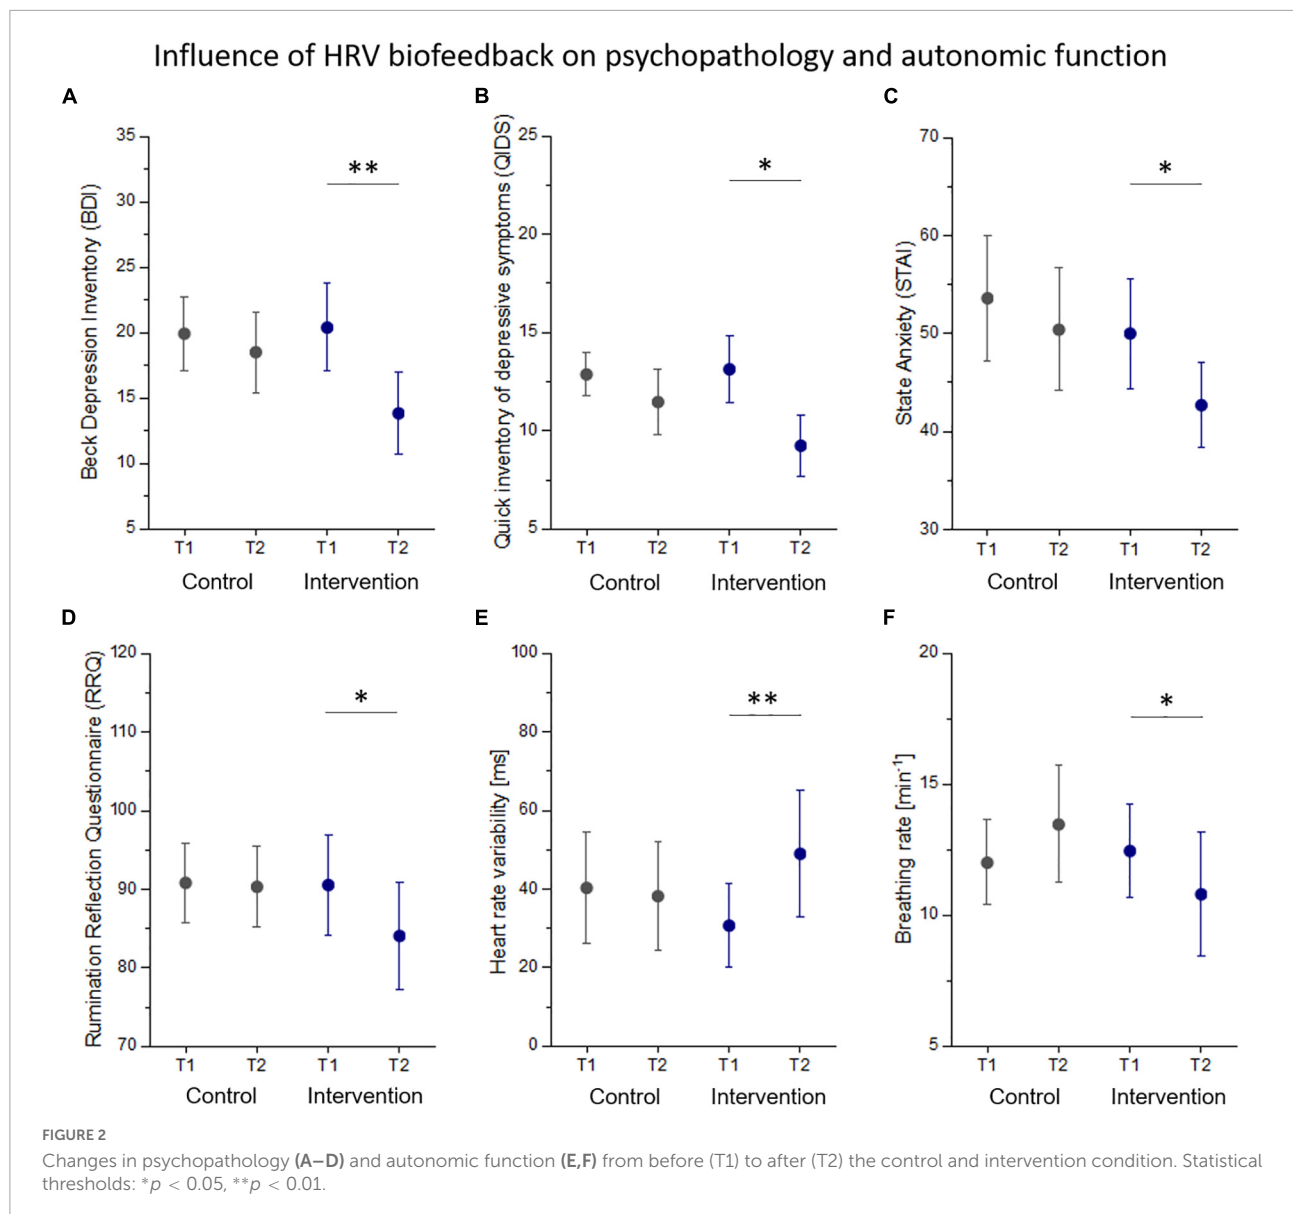 Influence of HRV biofeedback on psychopathology and autonomic function
A
Beck Depression Inventory (BDI)
35
30
25
20
15
10
5
**
T1 T2 T1 T2
Control Intervention
B
Quick inventory of depressive symptoms (QIDS)
25
20
15
10
5
*
T1 T2 T1 T2
Control Intervention
C
State Anxiety (STAI)
70
60
50
40
30
*
T1 T2 T1 T2
Control Intervention
D
Rumination Reflection Questionnaire (RRQ)
120
110
100
90
80
70
*
T1 T2 T1 T2
Control Intervention
E
Heart rate variability [ms]
100
80
60
40
20
0
**
T1 T2 T1 T2
Control Intervention
F
Breathing rate [min⁻¹]
20
15
10
5
*
T1 T2 T1 T2
Control Intervention
FIGURE 2
Changes in psychopathology (A–D) and autonomic function (E,F) from before (T1) to after (T2) the control and intervention condition. Statistical
thresholds: *p < 0.05, **p < 0.01.